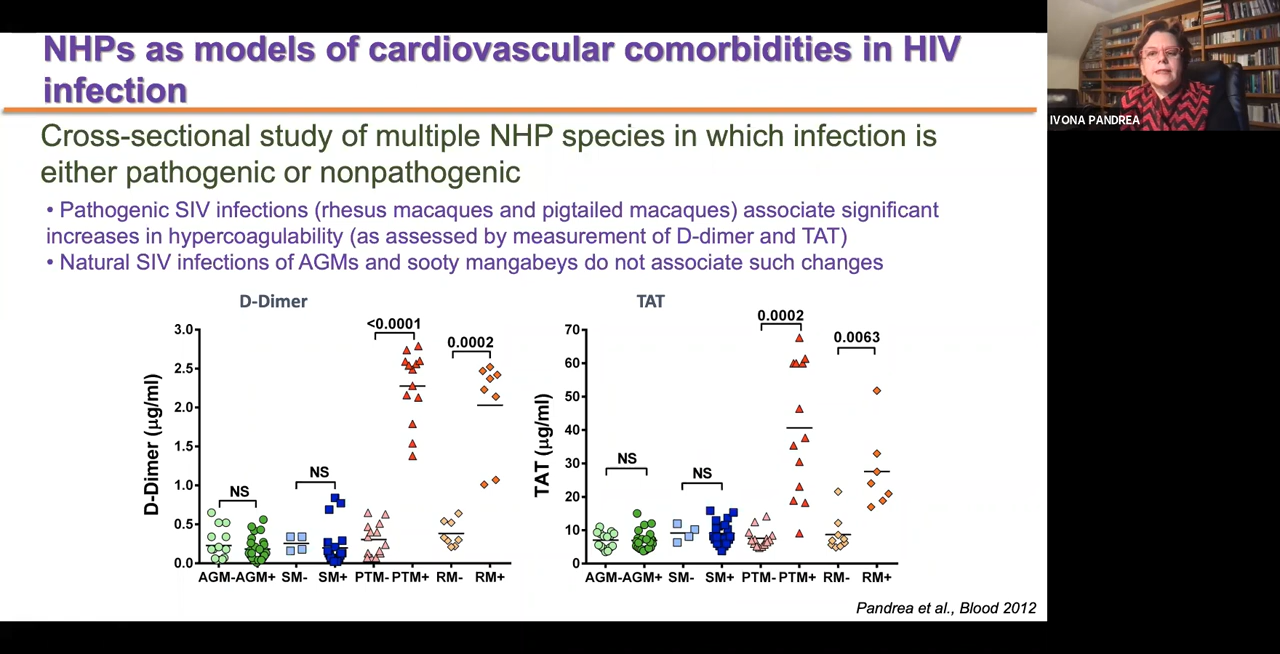 NHPs as models of cardiovascular comorbidities in HIV
infection
IVONA PANDREA
Cross-sectional study of multiple NHP species in which infection is
either pathogenic or nonpathogenic
• Pathogenic SIV infections (rhesus macaques and pigtailed macaques) associate significant
increases in hypercoagulability (as assessed by measurement of D-dimer and TAT)
• Natural SIV infections of AGMs and sooty mangabeys do not associate such changes
D-Dimer
D-Dimer (µg/ml)
3.0
2.5
2.0
1.5
1.0
0.5
0.0
NS
NS
<0.0001
0.0002
AGM- AGM+ SM- SM+ PTM- PTM+ RM- RM+
TAT
TAT (µg/ml)
70
60
50
40
30
20
10
0
NS
NS
0.0002
0.0063
AGM- AGM+ SM- SM+ PTM- PTM+ RM- RM+
Pandrea et al., Blood 2012